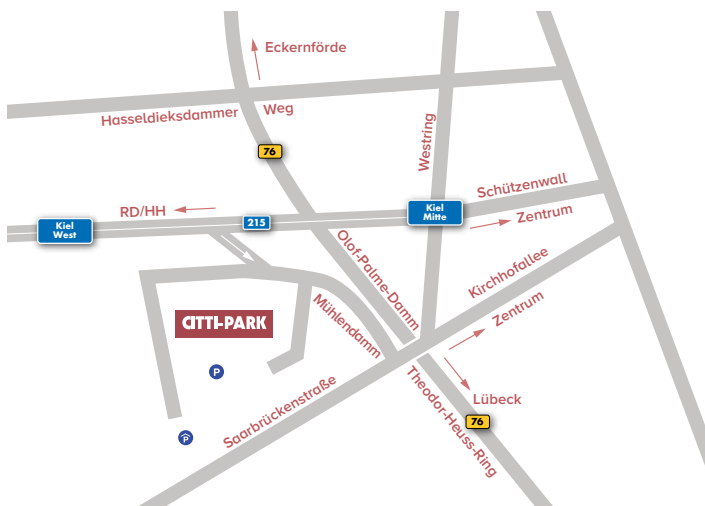 Eckernförde
Hasseldieksdammer Weg
76
Westring
Schützenwall
RD/HH
Kiel
West
215
Kiel
Mitte
Zentrum
Olof-Palme-Damm
Kirchhofallee
Mühlendamm
Zentrum
CITTI-PARK
P
P
Saarbrückenstraße
Theodor-Heuss-Ring
Lübeck
76